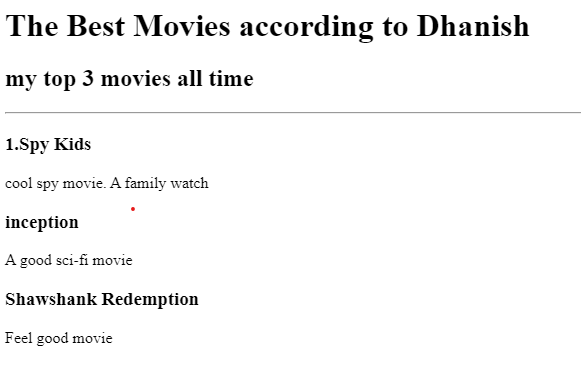 The Best Movies according to Dhanish
my top 3 movies all time
1.Spy Kids
cool spy movie. A family watch
inception
A good sci-fi movie
Shawshank Redemption
Feel good movie